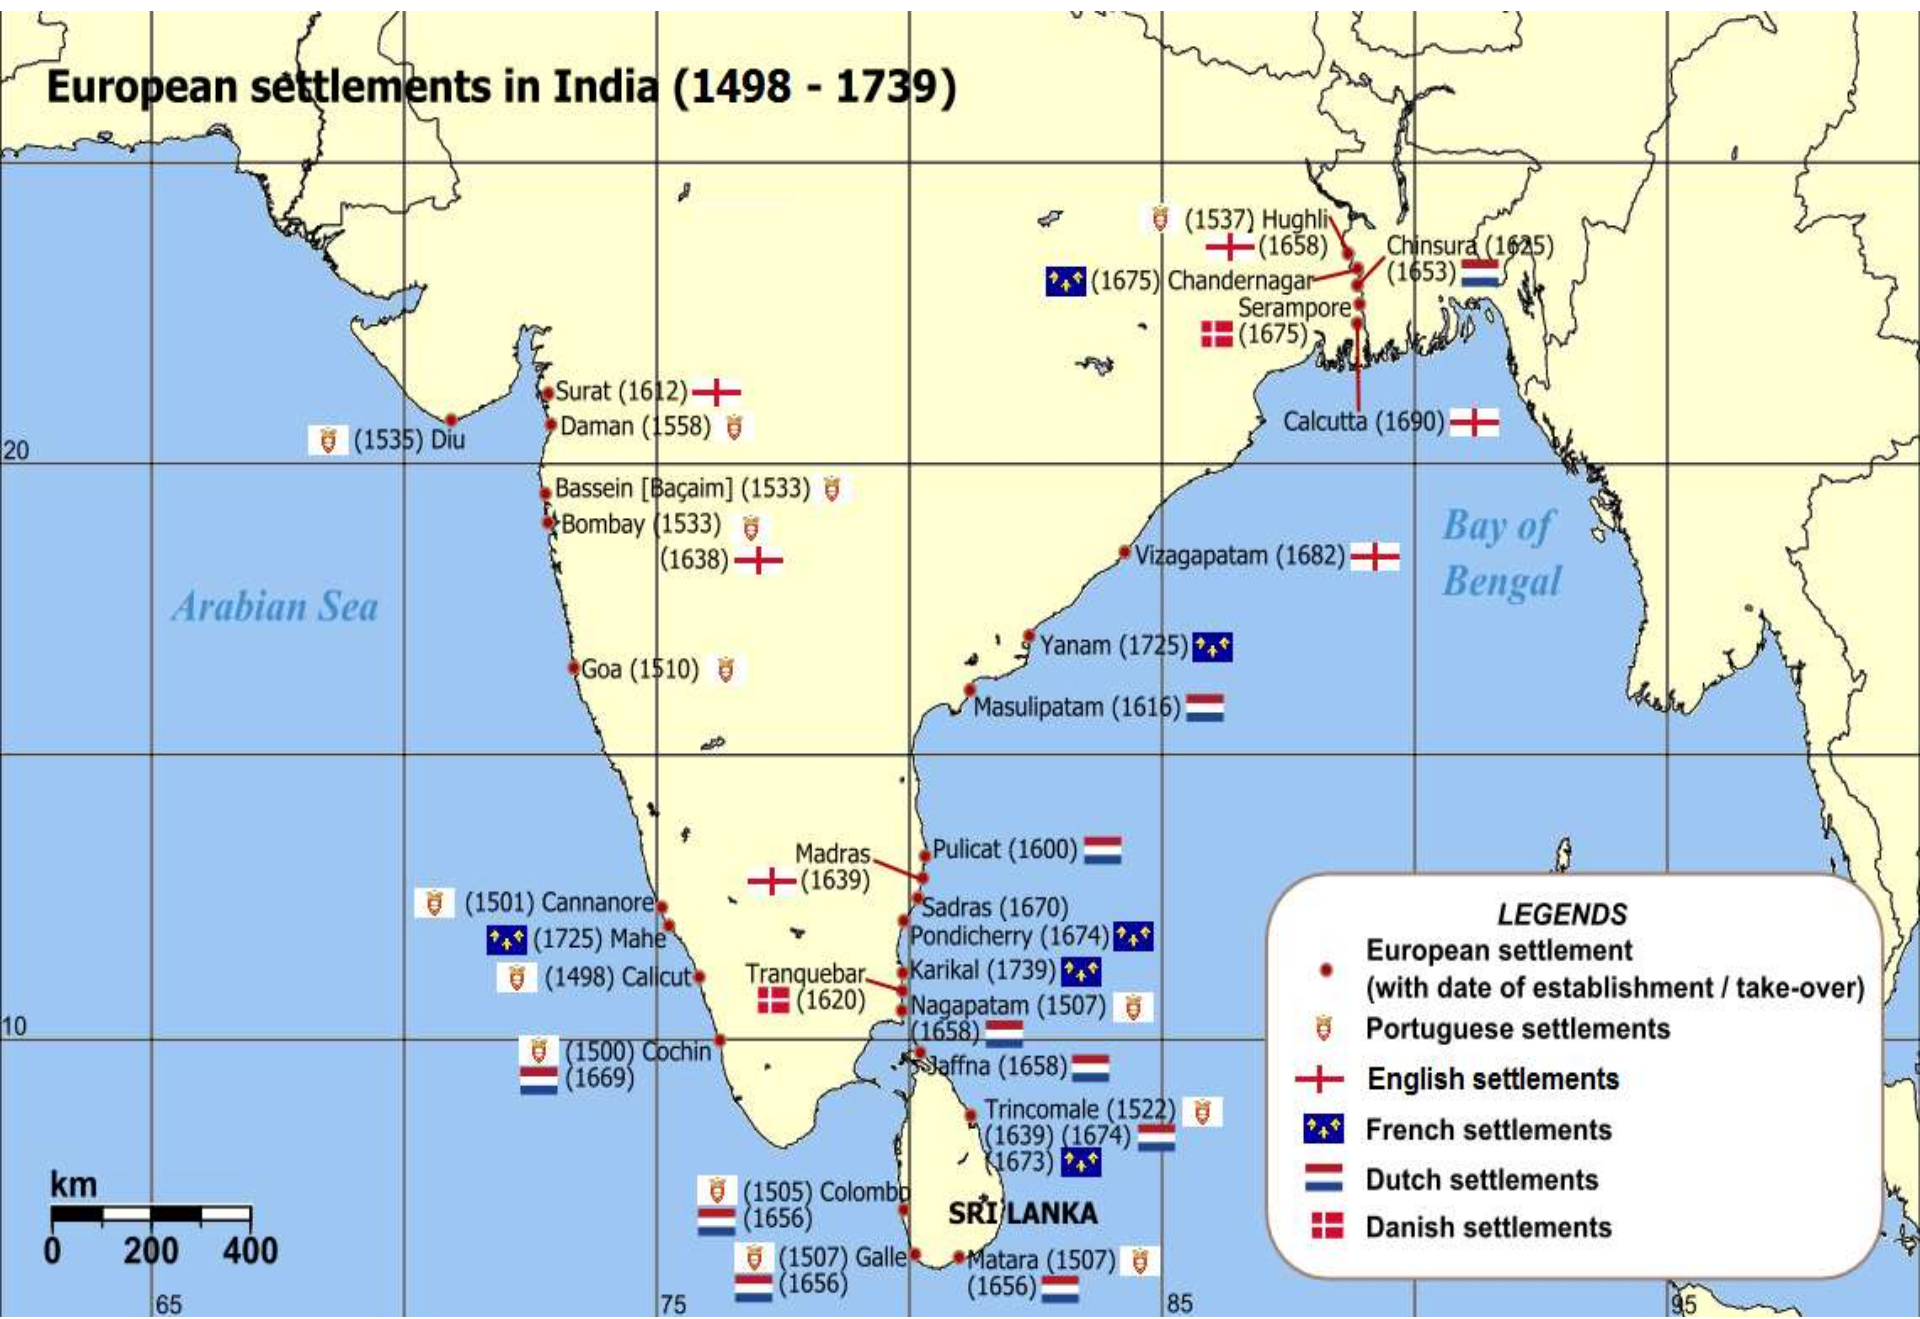 European settlements in India (1498 - 1739)
(1537) Hughli
(1658)
Chinsura (1625)
(1653)
(1675) Chandernagar
Serampore
(1675)
Surat (1612)
Daman (1558)
(1535) Diu
Calcutta (1690)
20
Bassein [Baçaim] (1533)
Bombay (1533)
(1638)
Bay of
Bengal
Vizagapatam (1682)
Arabian Sea
Yanam (1725)
Goa (1510)
Masulipatam (1616)
Madras
(1639)
Pulicat (1600)
(1501) Cannanore
Sadras (1670)
(1725) Mahe
Pondicherry (1674)
(1498) Calicut
Tranquebar
(1620)
Karikal (1739)
Nagapatam (1507)
(1658)
10
(1500) Cochin
(1669)
Jaffna (1658)
Trincomale (1522)
(1639) (1674)
(1673)
(1505) Colombo
(1656)
SRI LANKA
(1507) Galle
(1656)
Matara (1507)
(1656)
LEGENDS
European settlement
(with date of establishment / take-over)
Portuguese settlements
English settlements
French settlements
Dutch settlements
Danish settlements
km
0 200 400
65 75 85 95